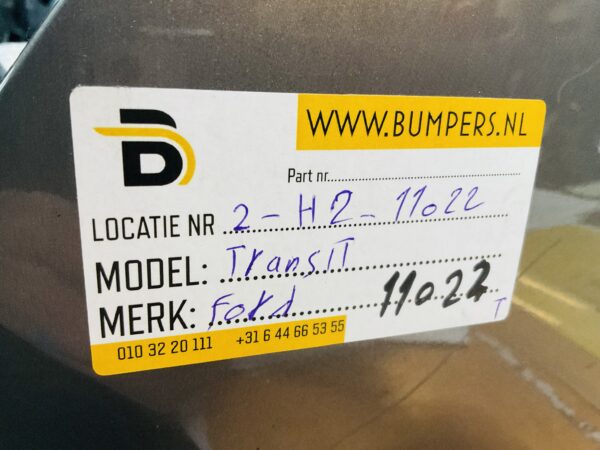 WWW.BUMPERS.NL
Part nr.
LOCATIE NR 2-H2-11022
MODEL: Transit
MERK: Ford 11022 T
010 32 20 111 +31 6 44 66 53 55